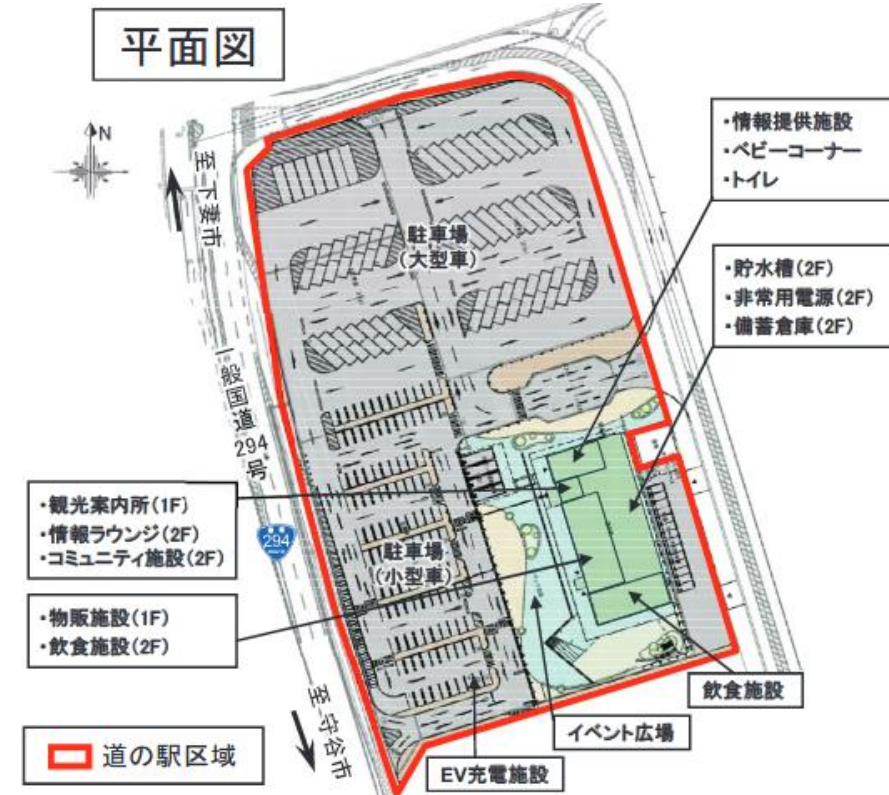 平面図
N
至 下妻市
・情報提供施設
・ベビーコーナー
・トイレ
駐車場
(大型車)
・貯水槽(2F)
・非常用電源(2F)
・備蓄倉庫(2F)
一般国道294号
・観光案内所(1F)
・情報ラウンジ(2F)
・コミュニティ施設(2F)
294
駐車場
(小型車)
・物販施設(1F)
・飲食施設(2F)
至 守谷市
飲食施設
イベント広場
道の駅区域
EV充電施設